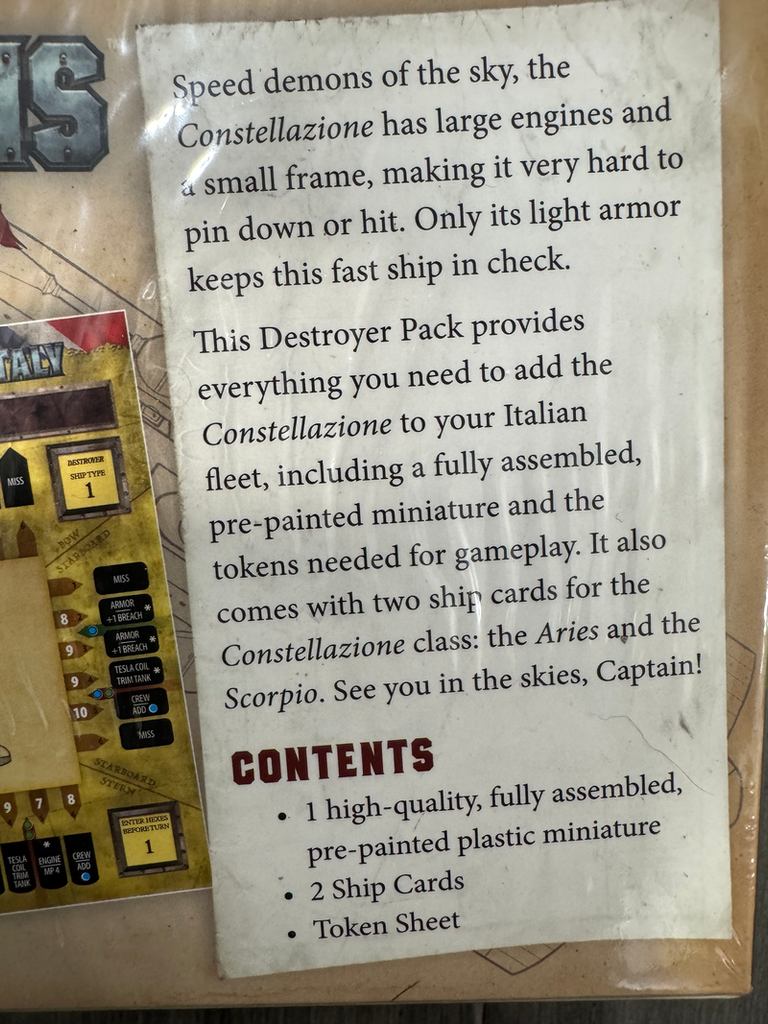 Speed demons of the sky, the
Constellazione has large engines and
a small frame, making it very hard to
pin down or hit. Only its light armor
keeps this fast ship in check.
This Destroyer Pack provides
everything you need to add the
Constellazione to your Italian
fleet, including a fully assembled,
pre-painted miniature and the
tokens needed for gameplay. It also
comes with two ship cards for the
Constellazione class: the Aries and the
Scorpio. See you in the skies, Captain!
CONTENTS
• 1 high-quality, fully assembled,
pre-painted plastic miniature
• 2 Ship Cards
• Token Sheet
MISS
DESTROYER
SHIP TYPE
1
BOW
STARBOARD
MISS
8
ARMOR
+1 BREACH *
9
ARMOR
+1 BREACH *
9
TESLA COIL
TRIM TANK *
10
CREW
ADD
MISS
STARBOARD
STERN
9 7 8
TESLA
COIL
TRIM
TANK
*
ENGINE
MP 4
CREW
ADD
ENTER HEXES
BEFORE TURN
1